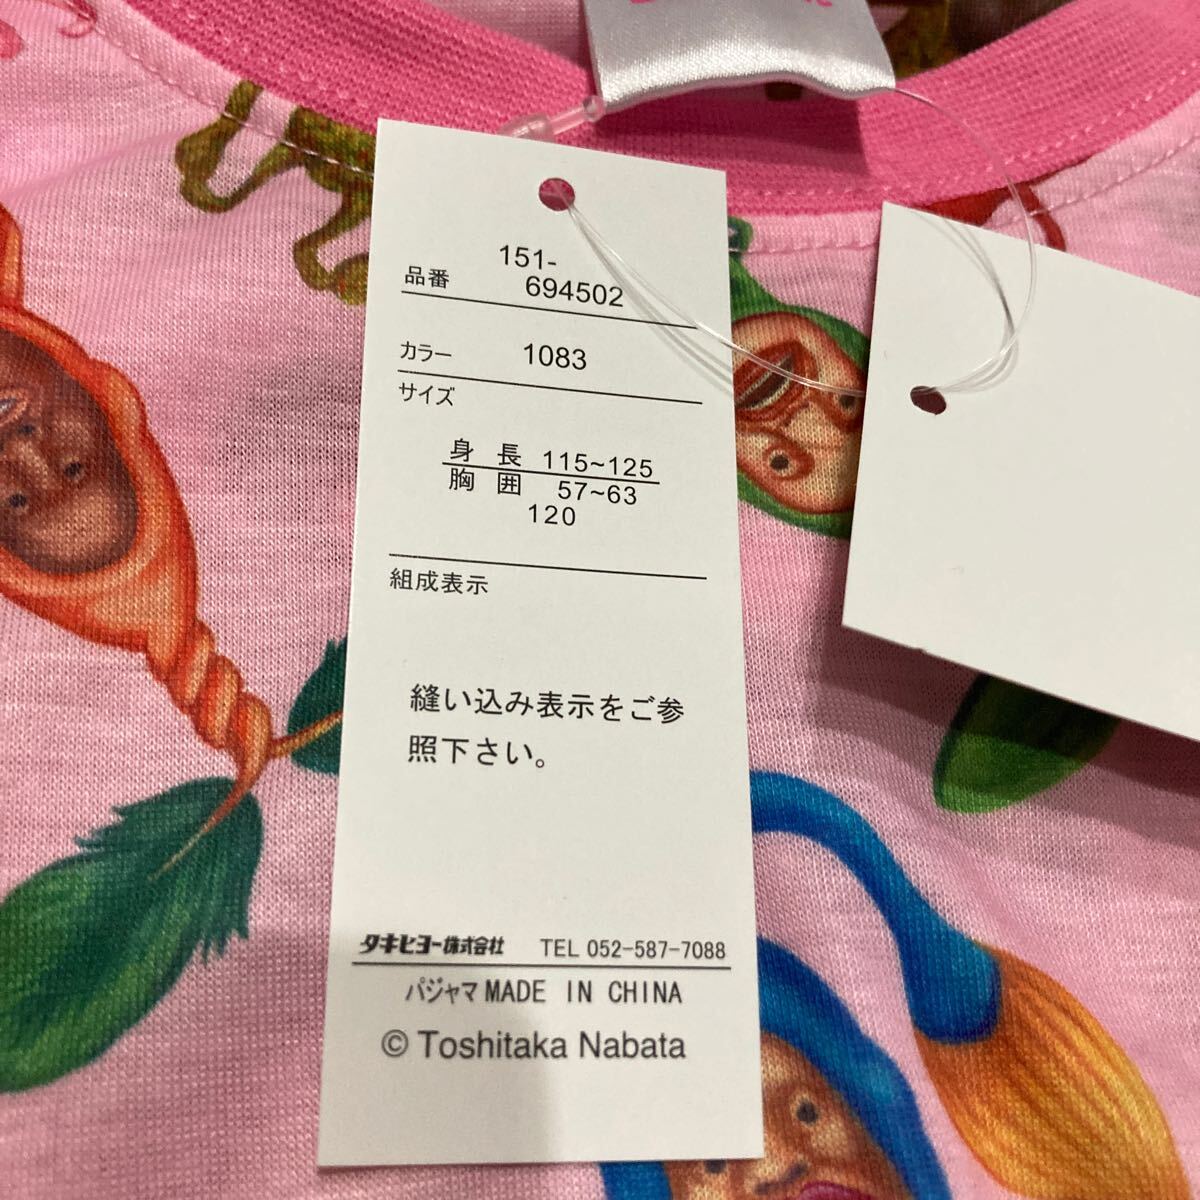 151-
品番 694502
カラー 1083
サイズ
身 長 115~125
胸 囲 57~63
120
組成表示
縫い込み表示をご参
照下さい。
タキヒヨー株式会社 TEL 052-587-7088
パジャマ MADE IN CHINA
© Toshitaka Nabata